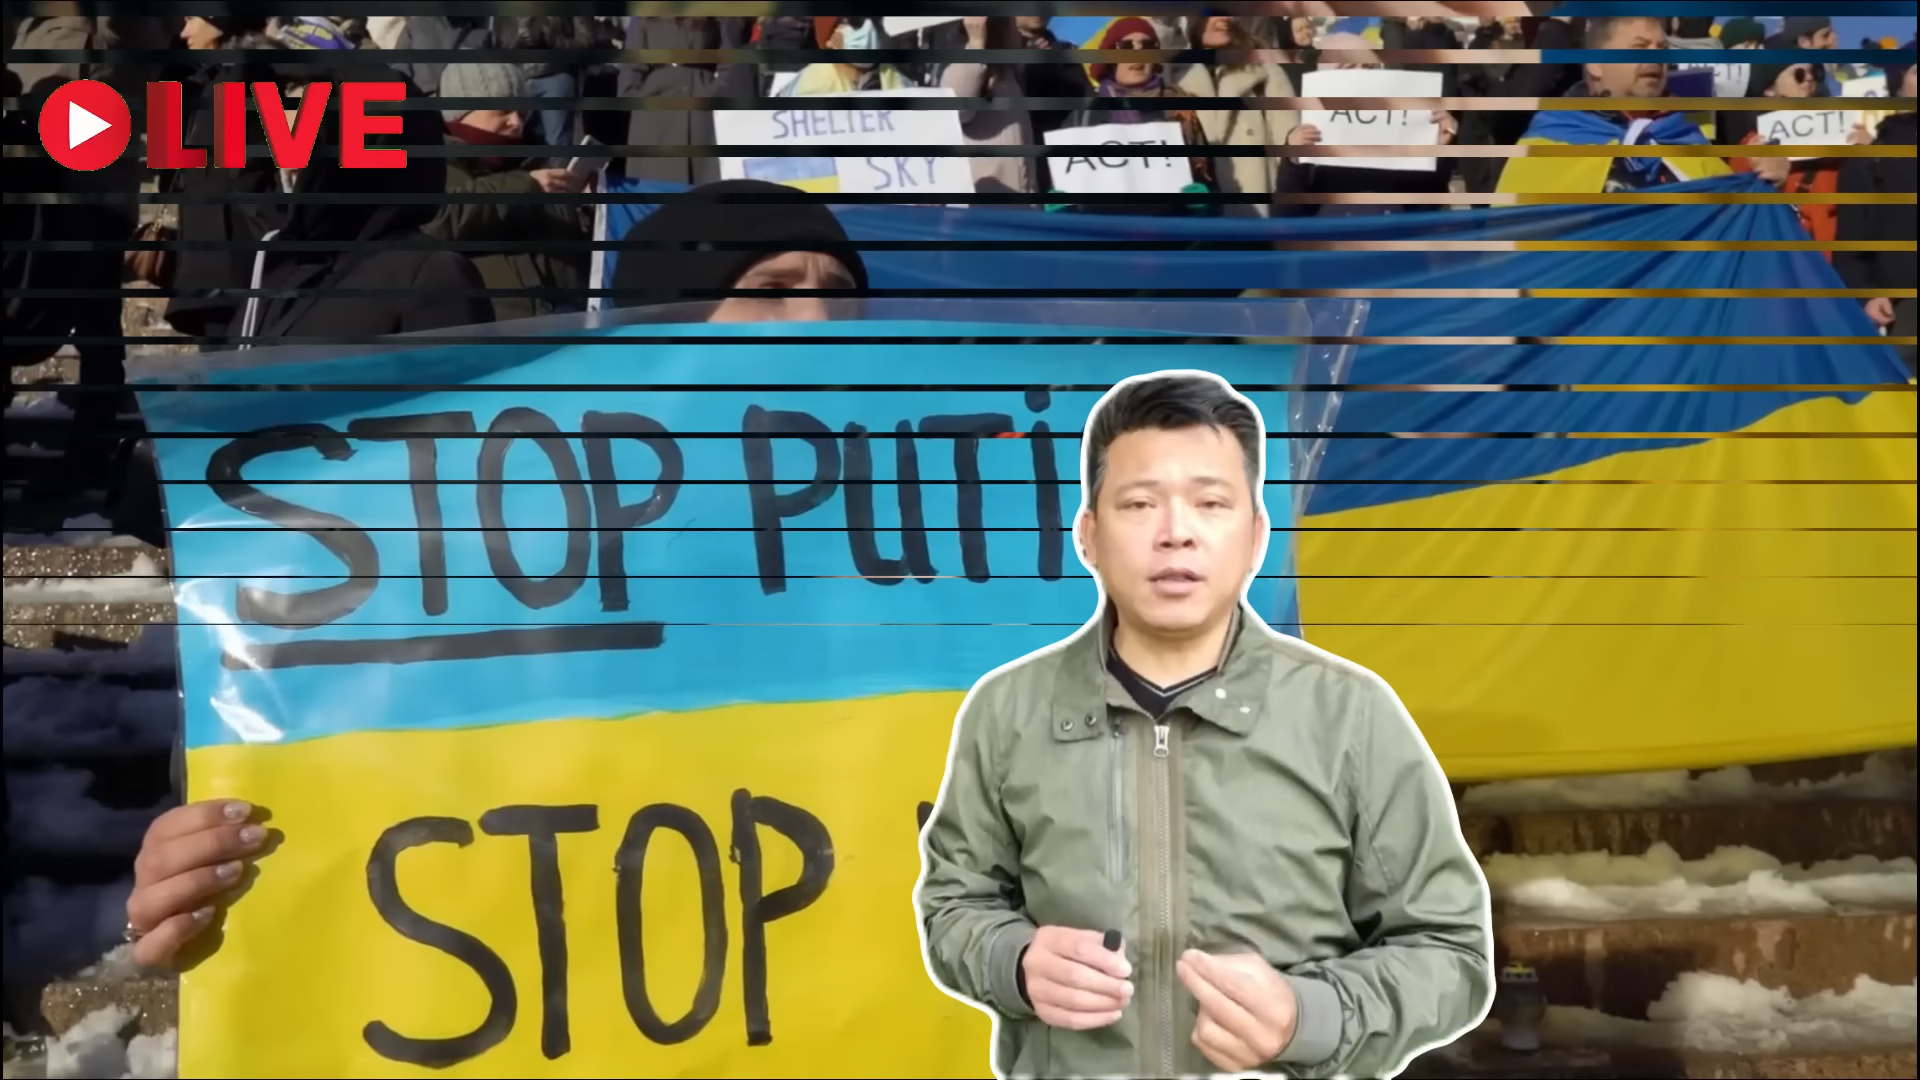 LIVE
SHELTER
SKY
ACT!
ACT!
ACT!
STOP PUTI
STOP